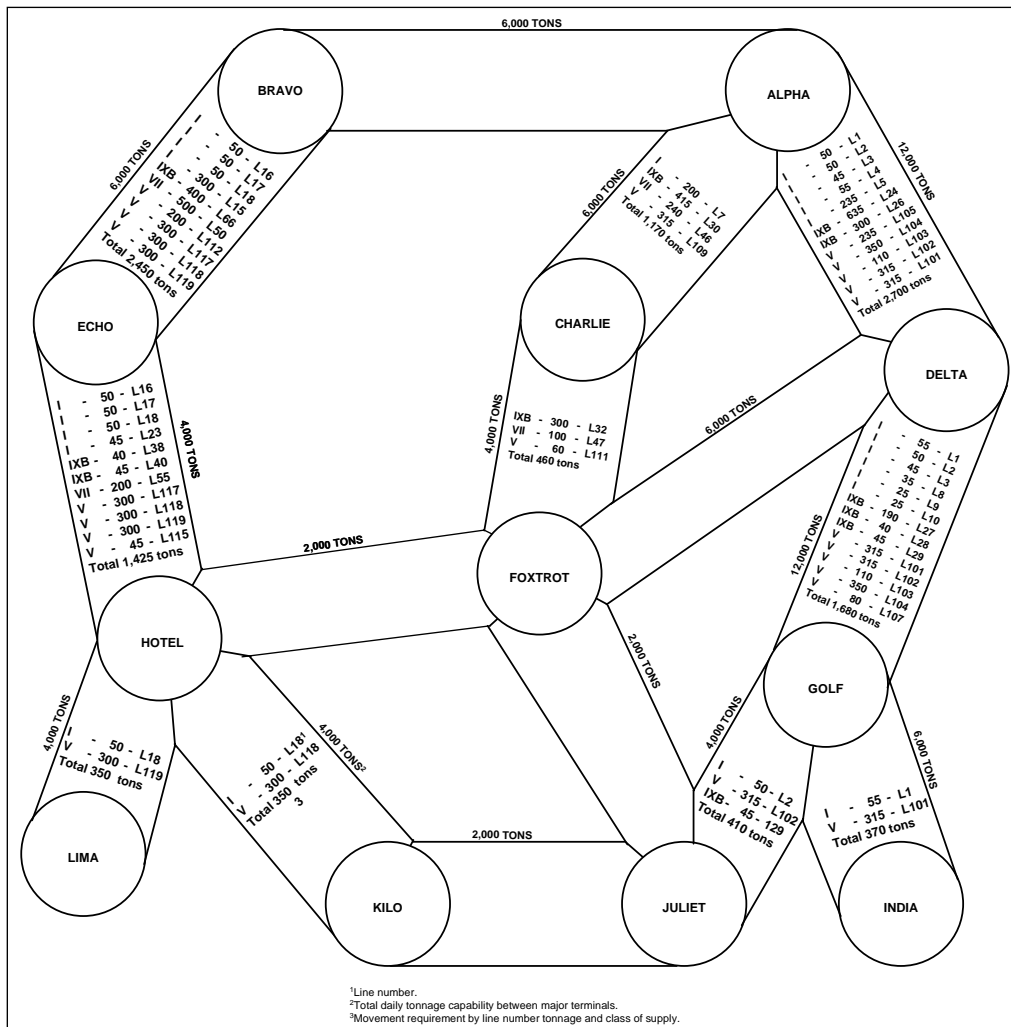 6,000 TONS
BRAVO
ALPHA
6,000 TONS
I - 50 - L16
I - 50 - L17
I - 50 - L18
I - 300 - L15
IXB - 400 - L66
VII - 500 - L50
V - 200 - L112
V - 300 - L117
V - 300 - L118
V - 300 - L119
Total 2,450 tons
6,000 TONS
I - 200 - L7
IXB - 415 - L30
VII - 240 - L46
V - 315 - L109
Total 1,170 tons
12,000 TONS
I - 50 - L1
I - 50 - L2
I - 45 - L3
I - 55 - L4
I - 235 - L5
IXB - 635 - L24
IXB - 300 - L26
V - 235 - L105
V - 350 - L104
V - 110 - L103
V - 315 - L102
V - 315 - L101
Total 2,700 tons
ECHO
CHARLIE
DELTA
4,000 TONS
I - 50 - L16
I - 50 - L17
I - 50 - L18
I - 45 - L23
IXB - 40 - L38
IXB - 45 - L40
VII - 200 - L55
V - 300 - L117
V - 300 - L118
V - 300 - L119
V - 45 - L115
Total 1,425 tons
4,000 TONS
IXB - 300 - L32
VII - 100 - L47
V - 60 - L111
Total 460 tons
6,000 TONS
12,000 TONS
I - 55 - L1
I - 50 - L2
I - 45 - L3
I - 35 - L8
I - 25 - L9
I - 25 - L10
IXB - 190 - L27
IXB - 40 - L28
IXB - 45 - L29
V - 315 - L101
V - 315 - L102
V - 110 - L103
V - 350 - L104
V - 80 - L107
Total 1,680 tons
2,000 TONS
FOXTROT
HOTEL
2,000 TONS
GOLF
4,000 TONS
I - 50 - L18
V - 300 - L119
Total 350 tons
4,000 TONS2
I - 50 - L181
V - 300 - L118
Total 350 tons
3
4,000 TONS
I - 50 - L2
V - 315 - L102
IXB - 45 - 129
Total 410 tons
6,000 TONS
I - 55 - L1
V - 315 - L101
Total 370 tons
2,000 TONS
LIMA
KILO
JULIET
INDIA
1Line number.
2Total daily tonnage capability between major terminals.
3Movement requirement by line number tonnage and class of supply.